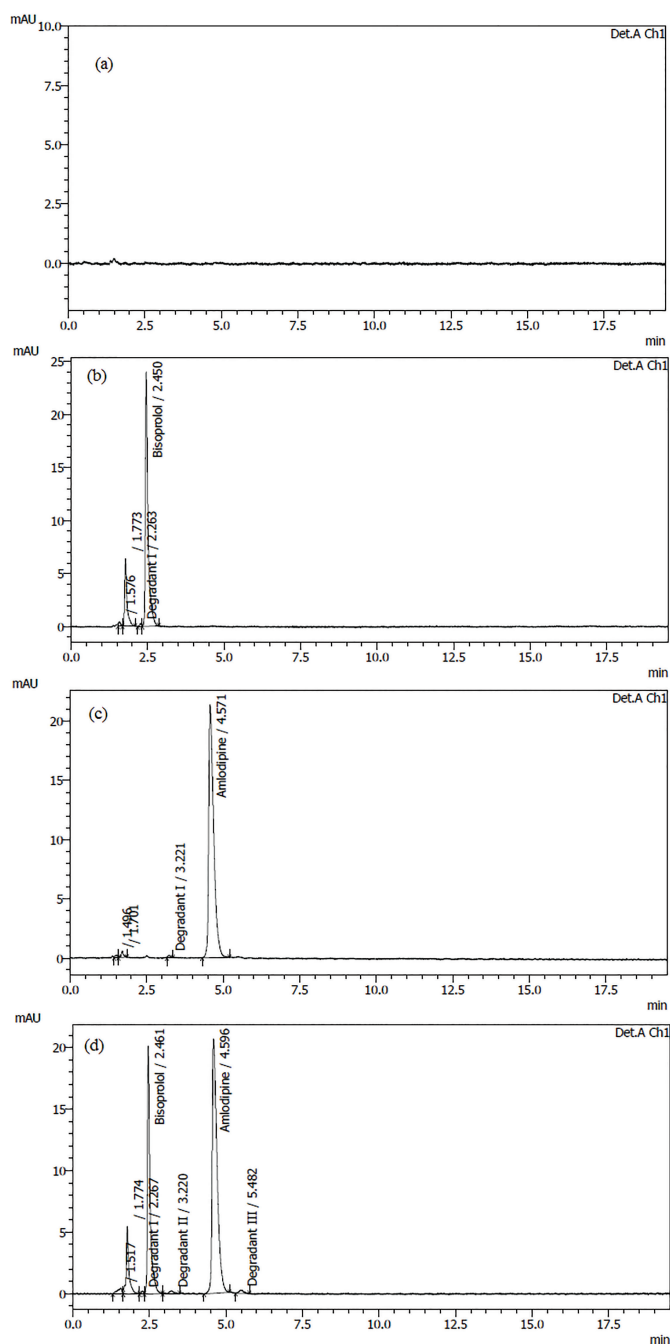 mAU
10.0
Det.A Ch1
(a)
7.5
5.0
2.5
0.0
0.0 2.5 5.0 7.5 10.0 12.5 15.0 17.5
min
mAU
25
Det.A Ch1
(b)
Bisoprolol / 2.450
20
15
/ 1.773
Degradant I / 2.263
10
/ 1.576
5
0
0.0 2.5 5.0 7.5 10.0 12.5 15.0 17.5
min
mAU
Det.A Ch1
(c)
Amlodipine / 4.571
20
15
10
Degradant I / 3.221
/ 1.496
/ 1.701
5
0
0.0 2.5 5.0 7.5 10.0 12.5 15.0 17.5
min
mAU
Det.A Ch1
(d)
Bisoprolol / 2.461
Amlodipine / 4.596
20
15
10
/ 1.774
Degradant I / 2.267
Degradant II / 3.220
Degradant III / 5.482
/ 1.517
5
0
0.0 2.5 5.0 7.5 10.0 12.5 15.0 17.5
min